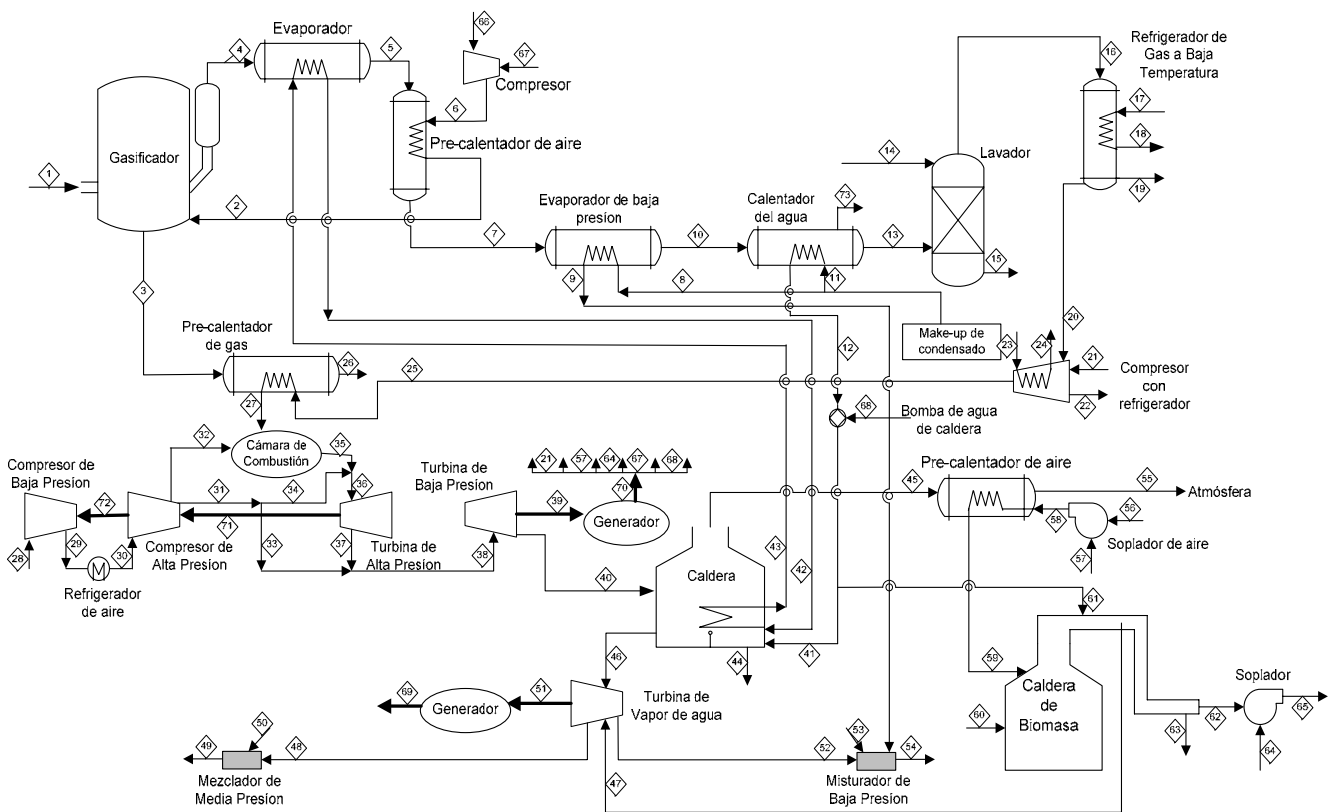 Evaporador
4
5
66
67
Compresor
6
Pre-calentador de aire
Gasificador
1
2
3
7
Evaporador de baja
presíon
10
Calentador
del agua
73
13
14
Lavador
15
16
Refrigerador de
Gas a Baja
Temperatura
17
18
19
9
8
11
12
Make-up de
condensado
20
23
24
21
22
Compresor
con
refrigerador
Pre-calentador
de gas
26
25
27
68
Bomba de agua
de caldera
Cámara de
Combustión
32
35
Compresor de
Baja Presíon
72
31
34
36
71
28
29
30
M
Refrigerador
de aire
Compresor de
Alta Presion
33
37
Turbina de
Alta Presíon
Turbina de
Baja Presíon
39
38
21
57
64
67
68
70
Generador
40
Caldera
43
42
41
44
45
Pre-calentador de aire
55
Atmósfera
58
56
57
Soplador de aire
61
59
Caldera
de
Biomasa
60
Soplador
62
63
64
65
46
51
69
Generador
Turbina de
Vapor de agua
50
49
48
Mezclador de
Media Presíon
47
52
53
54
Misturador de
Baja Presíon